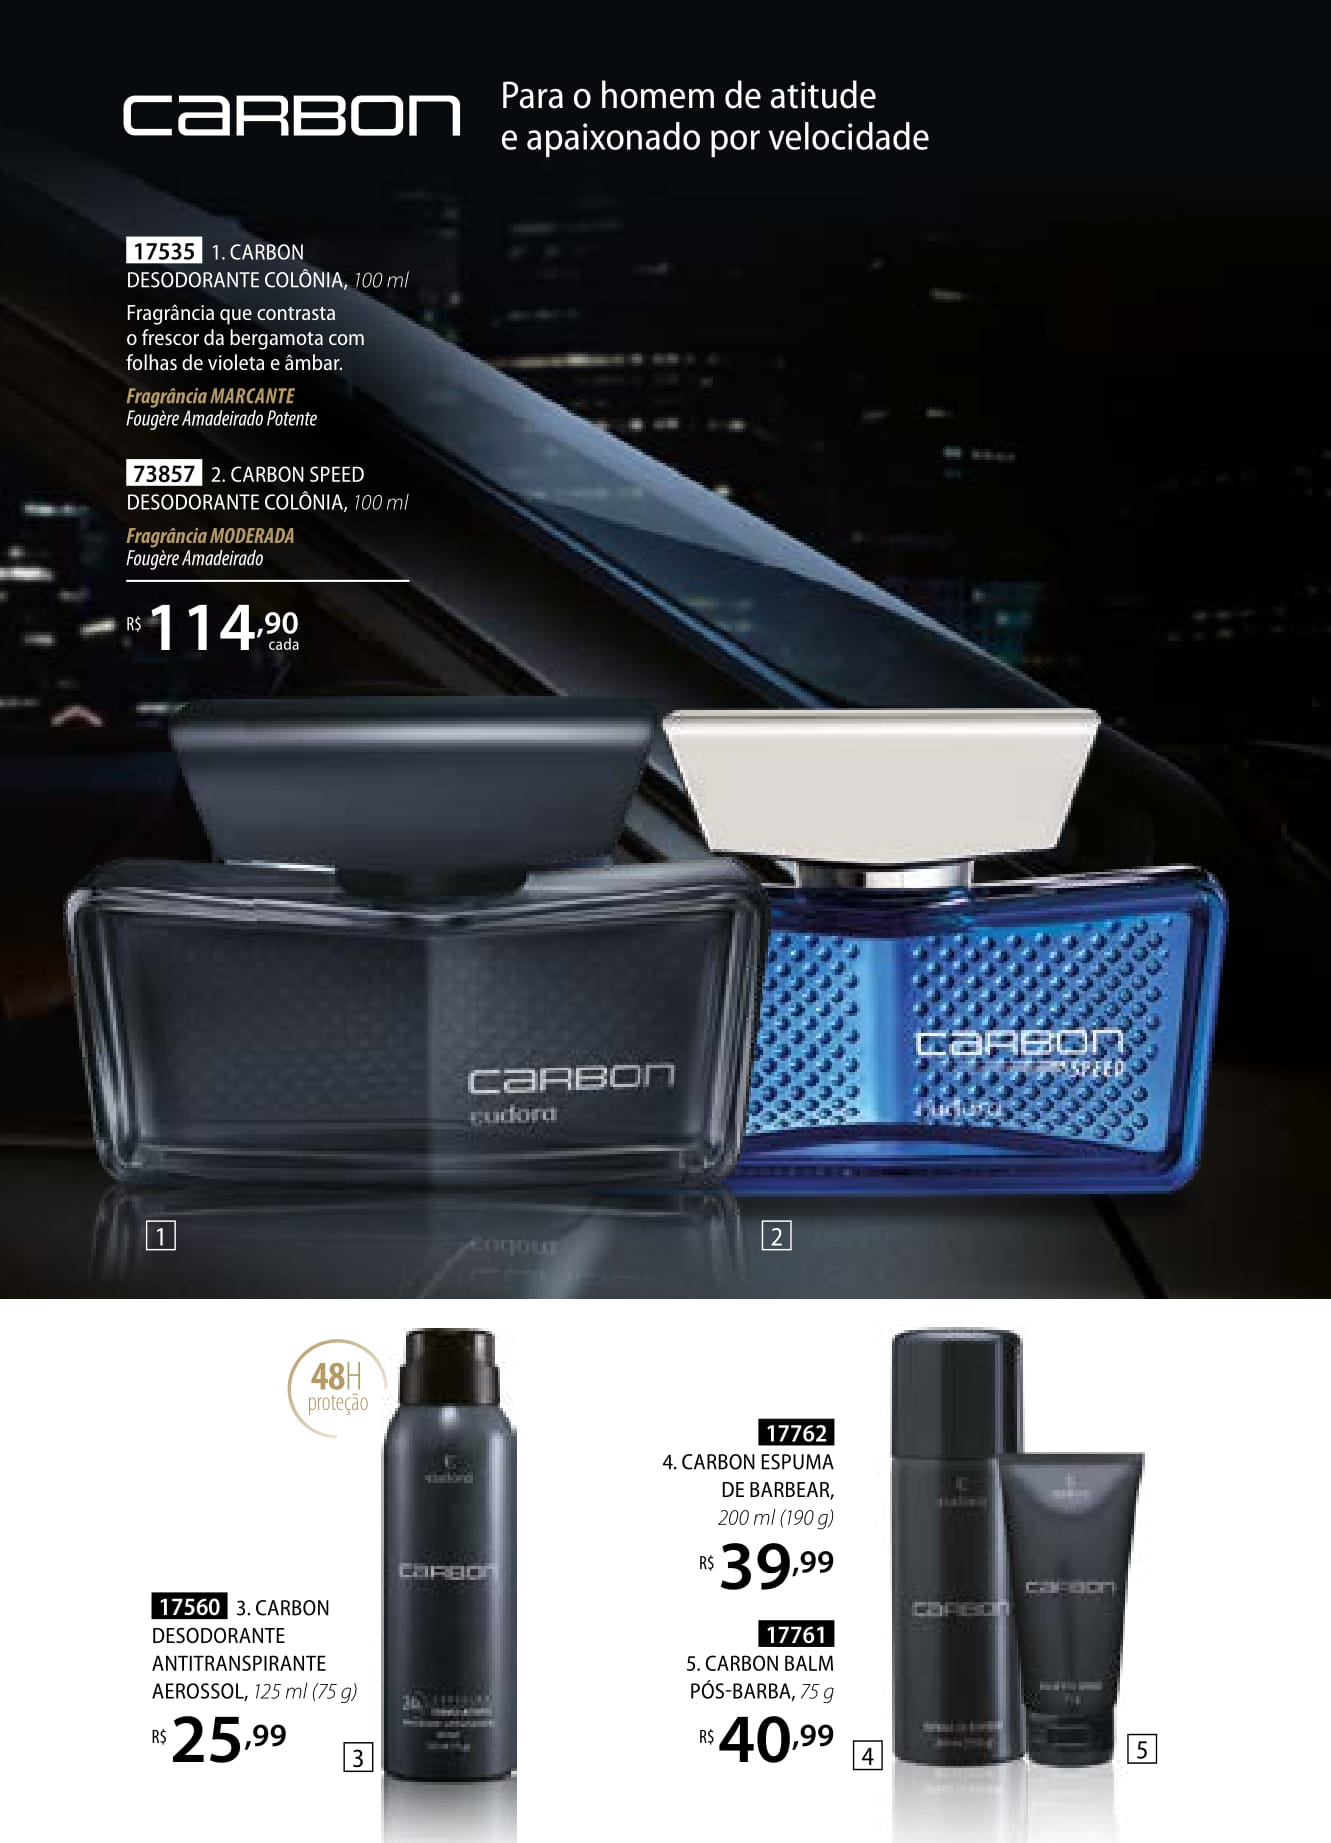 CARBON
Para o homem de atitude
e apaixonado por velocidade
17535 1. CARBON
DESODORANTE COLÔNIA, 100 ml
Fragrância que contrasta
o frescor da bergamota com
folhas de violeta e âmbar.
Fragrância MARCANTE
Fougère Amadeirado Potente
73857 2. CARBON SPEED
DESODORANTE COLÔNIA, 100 ml
Fragrância MODERADA
Fougère Amadeirado
R$ 114,90
cada
CARBON
eudora
CARBON
SPEED
eudora
1
2
48H
proteção
eudora
CARBON
17560 3. CARBON
DESODORANTE
ANTITRANSPIRANTE
AEROSSOL, 125 ml (75 g)
R$ 25,99
3
17762
4. CARBON ESPUMA
DE BARBEAR,
200 ml (190 g)
R$ 39,99
17761
5. CARBON BALM
PÓS-BARBA, 75 g
R$ 40,99
CARBON
CARBON
4
5